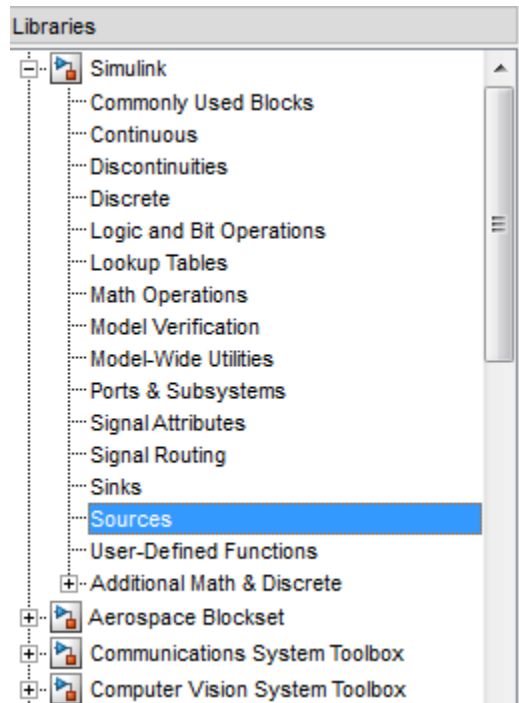 Libraries
Simulink
Commonly Used Blocks
Continuous
Discontinuities
Discrete
Logic and Bit Operations
Lookup Tables
Math Operations
Model Verification
Model-Wide Utilities
Ports & Subsystems
Signal Attributes
Signal Routing
Sinks
Sources
User-Defined Functions
Additional Math & Discrete
Aerospace Blockset
Communications System Toolbox
Computer Vision System Toolbox